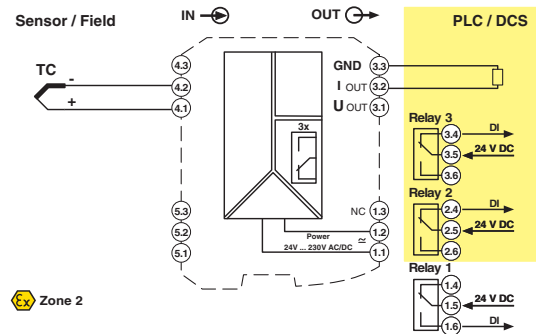 IN OUT
Sensor / Field PLC / DCS
4.3 GND 3.3
TC - 4.2 I OUT 3.2
+ 4.1 U OUT 3.1
Relay 3
3x 3.4 DI
3.5 24 V DC
3.6
Relay 2
5.3 NC 1.3 2.4 DI
5.2 Power 1.2 2.5 24 V DC
5.1 24V ... 230V AC/DC ≃ 1.1 2.6
Relay 1
1.4
Ex Zone 2 1.5 24 V DC
1.6 DI